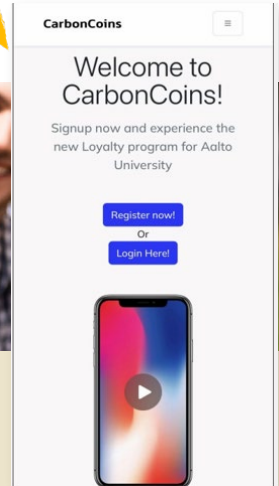 CarbonCoins
Welcome to
CarbonCoins!
Signup now and experience the
new Loyalty program for Aalto
University
Register now!
Or
Login Here!